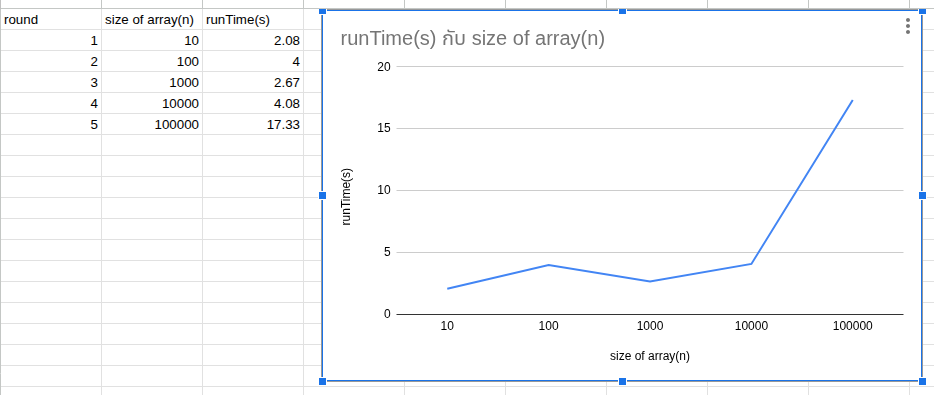 round size of array(n) runTime(s)
1 10 2.08
2 100 4
3 1000 2.67
4 10000 4.08
5 100000 17.33
runTime(s) กับ size of array(n)
20
15
10
5
0
runTime(s)
10 100 1000 10000 100000
size of array(n)